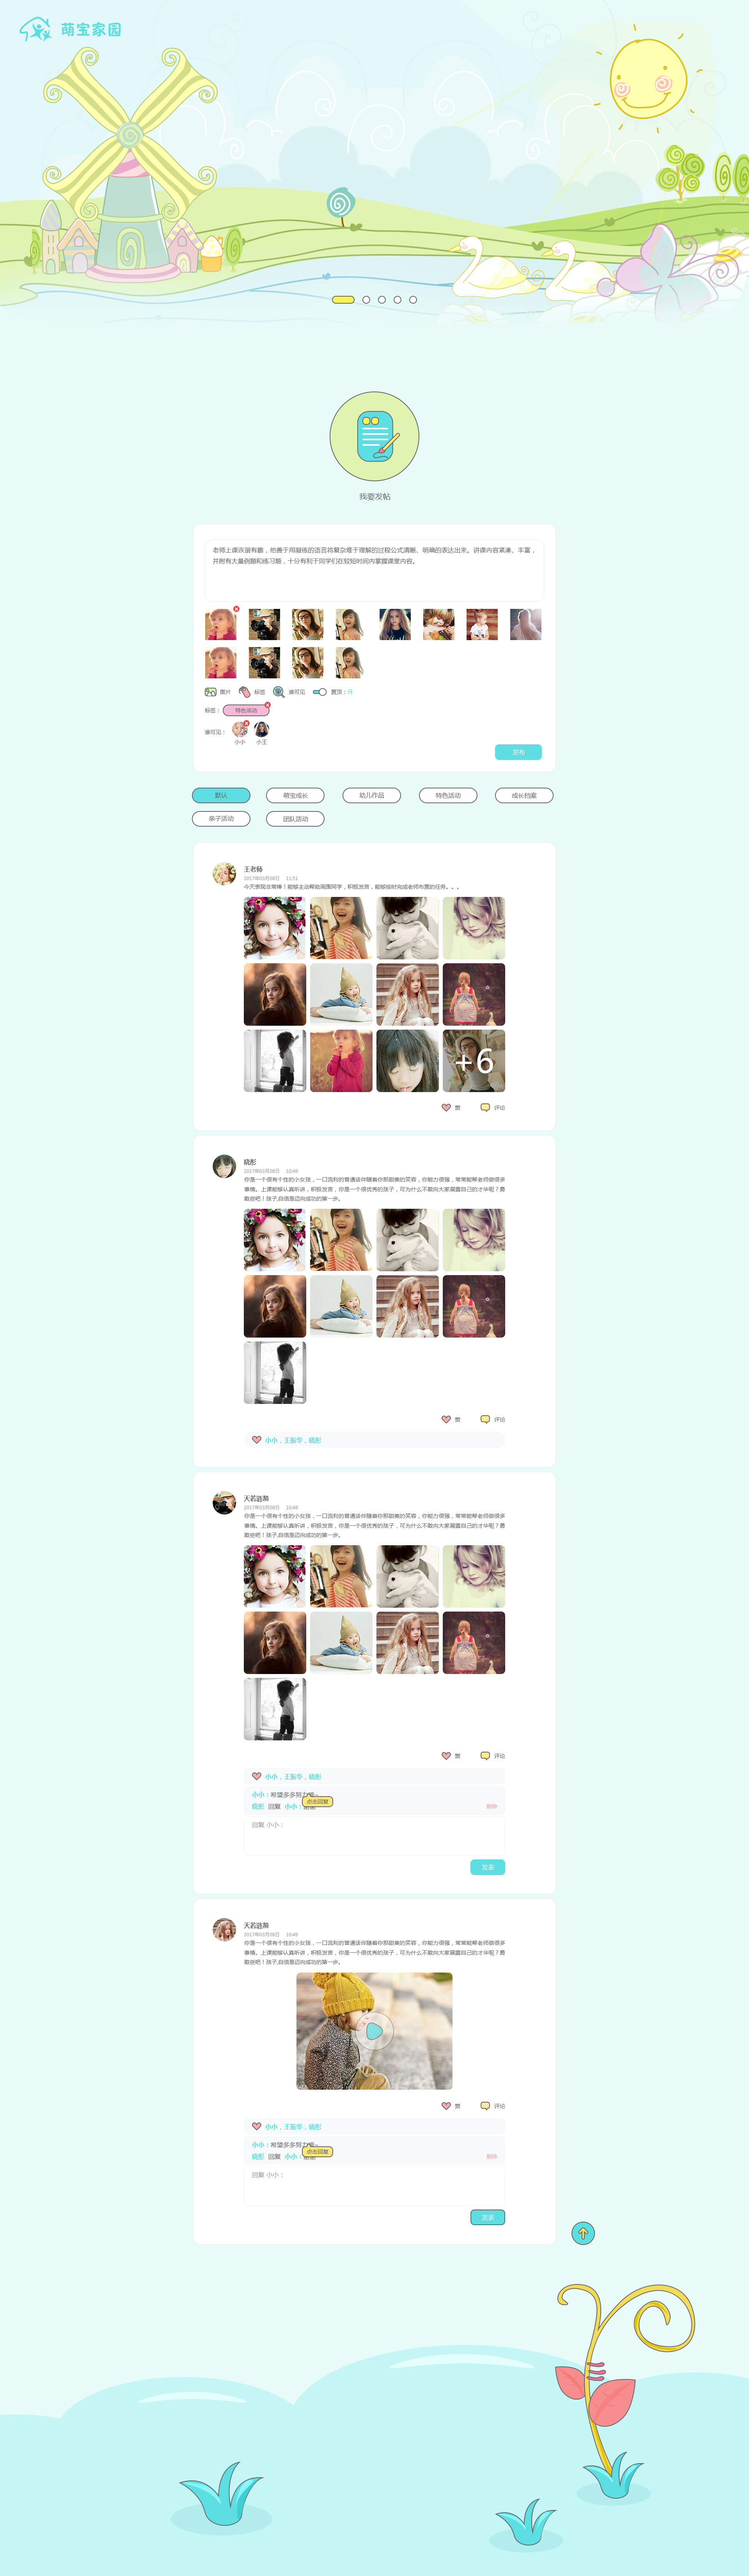 萌宝家园
我要发帖
老师上课诙谐有趣，他善于用凝练的语言将复杂难于理解的过程公式清晰、明确的表达出来。讲课内容紧凑、丰富，
并附有大量例题和练习题，十分有利于同学们在较短时间内掌握课堂内容。
图片 标签 谁可见 置顶：开
标签： 特色活动
谁可见：
小小 小王
发布
默认 萌宝成长 幼儿作品 特色活动 成长档案
亲子活动 团队活动
王老师
2017年03月08日 11:51
今天表现非常棒！能够主动帮助周围同学，积极发言，能够按时完成老师布置的任务。。。
+6
赞 评论
晓彤
2017年03月08日 10:49
你是一个很有个性的小女孩，一口流利的普通话伴随着你那甜美的笑容，你能力很强，常常能帮老师做很多
事情。上课能够认真听讲，积极发言，你是一个很优秀的孩子，可为什么不敢向大家展露自己的才华呢？勇
敢些吧！孩子,自信是迈向成功的第一步。
赞 评论
小小，王振华，晓彤
2017年03月08日 10:49
你是一个很有个性的小女孩，一口流利的普通话伴随着你那甜美的笑容，你能力很强，常常能帮老师做很多
事情。上课能够认真听讲，积极发言，你是一个很优秀的孩子，可为什么不敢向大家展露自己的才华呢？勇
敢些吧！孩子,自信是迈向成功的第一步。
赞 评论
小小，王振华，晓彤
小小：希望多多努力
点击回复
晓彤 回复 小小： 删除
回复 小小：
发表
2017年03月08日 10:49
你是一个很有个性的小女孩，一口流利的普通话伴随着你那甜美的笑容，你能力很强，常常能帮老师做很多
事情。上课能够认真听讲，积极发言，你是一个很优秀的孩子，可为什么不敢向大家展露自己的才华呢？勇
敢些吧！孩子,自信是迈向成功的第一步。
赞 评论
小小，王振华，晓彤
小小：希望多多努力
点击回复
晓彤 回复 小小： 删除
回复 小小：
发表